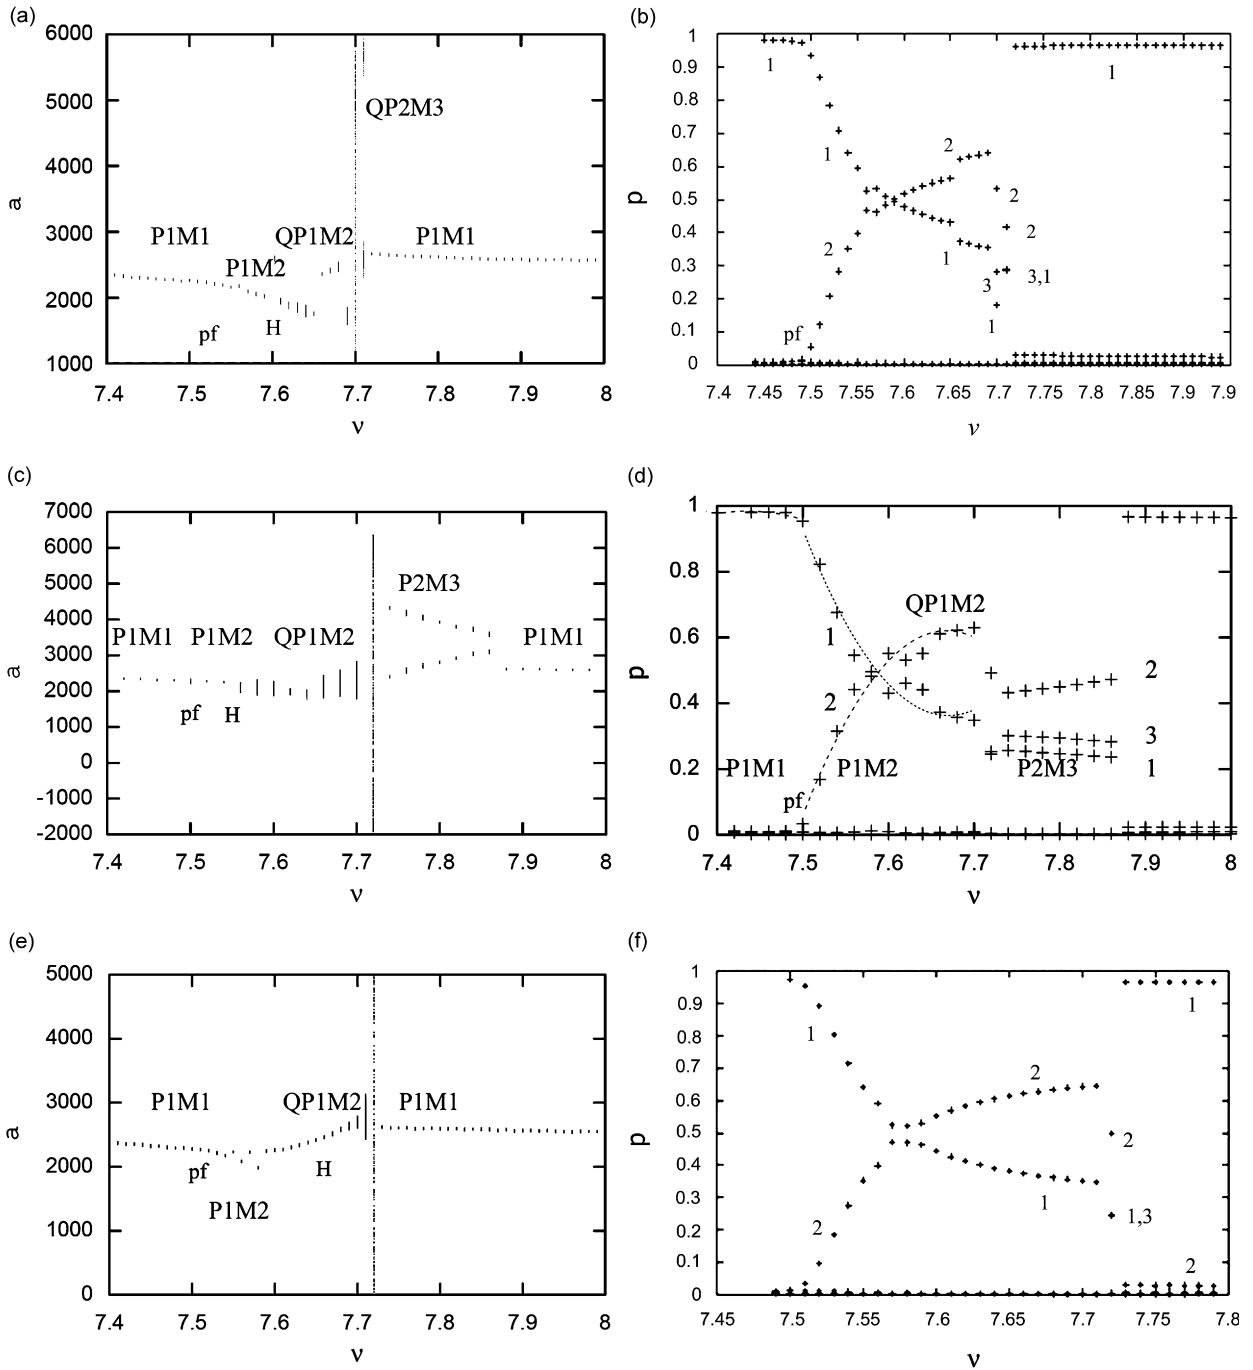 (a)
6000
5000
4000
3000
2000
1000
a
QP2M3
P1M1
QP1M2
P1M1
P1M2
pf
H
7.4
7.5
7.6
7.7
7.8
7.9
8
ν
(b)
1
0.9
0.8
0.7
0.6
0.5
0.4
0.3
0.2
0.1
0
p
1
1
2
2
1
2
2
3
3,1
1
1
pf
7.4
7.45
7.5
7.55
7.6
7.65
7.7
7.75
7.8
7.85
7.9
7.9
ν
(c)
7000
6000
5000
4000
3000
2000
1000
0
-1000
-2000
a
P2M3
P1M1
P1M2
QP1M2
P1M1
pf
H
7.4
7.5
7.6
7.7
7.8
7.9
8
ν
(d)
1
0.8
0.6
0.4
0.2
0
p
QP1M2
1
2
2
3
1
P1M1
P1M2
P2M3
pf
7.4
7.5
7.6
7.7
7.8
7.9
8
ν
(e)
5000
4000
3000
2000
1000
0
a
P1M1
QP1M2
P1M1
pf
H
P1M2
7.4
7.5
7.6
7.7
7.8
7.9
8
ν
(f)
1
0.9
0.8
0.7
0.6
0.5
0.4
0.3
0.2
0.1
0
p
1
1
2
2
1
2
1,3
2
7.45
7.5
7.55
7.6
7.65
7.7
7.75
7.8
ν